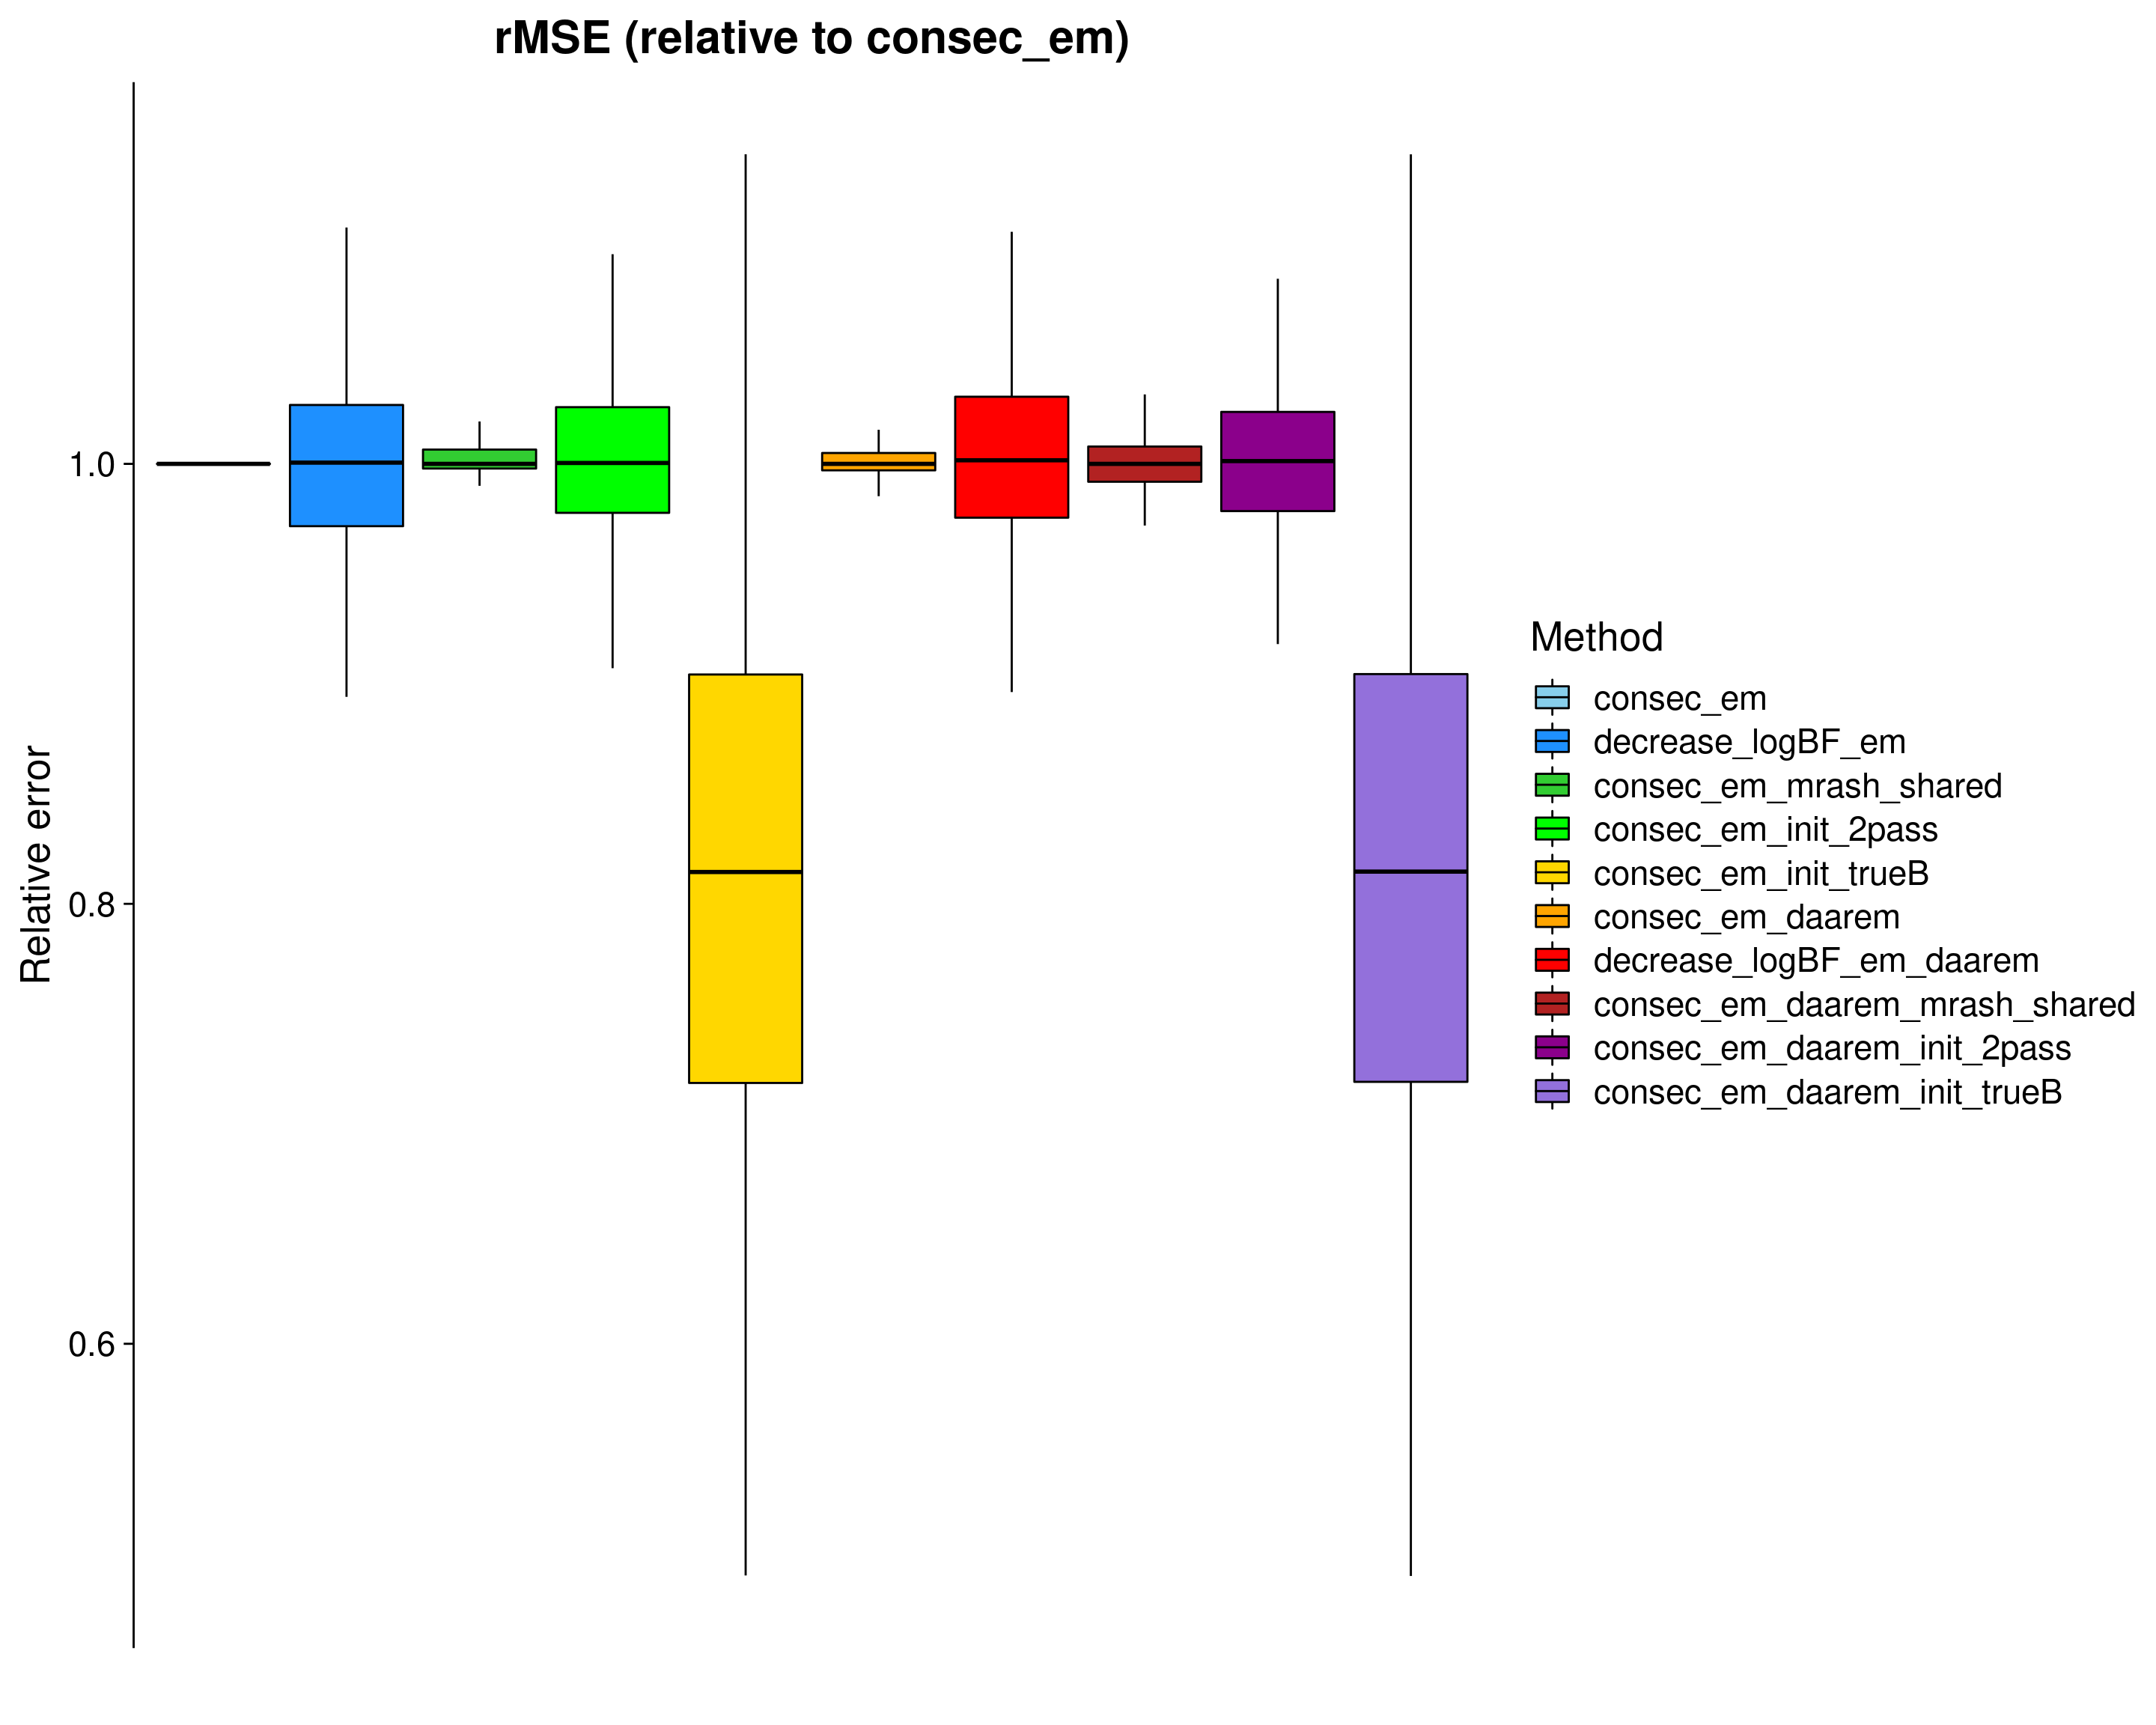 rMSE (relative to consec_em)
Relative error
1.0
0.8
0.6
Method
consec_em
decrease_logBF_em
consec_em_mrash_shared
consec_em_init_2pass
consec_em_init_trueB
consec_em_daarem
decrease_logBF_em_daarem
consec_em_daarem_mrash_shared
consec_em_daarem_init_2pass
consec_em_daarem_init_trueB